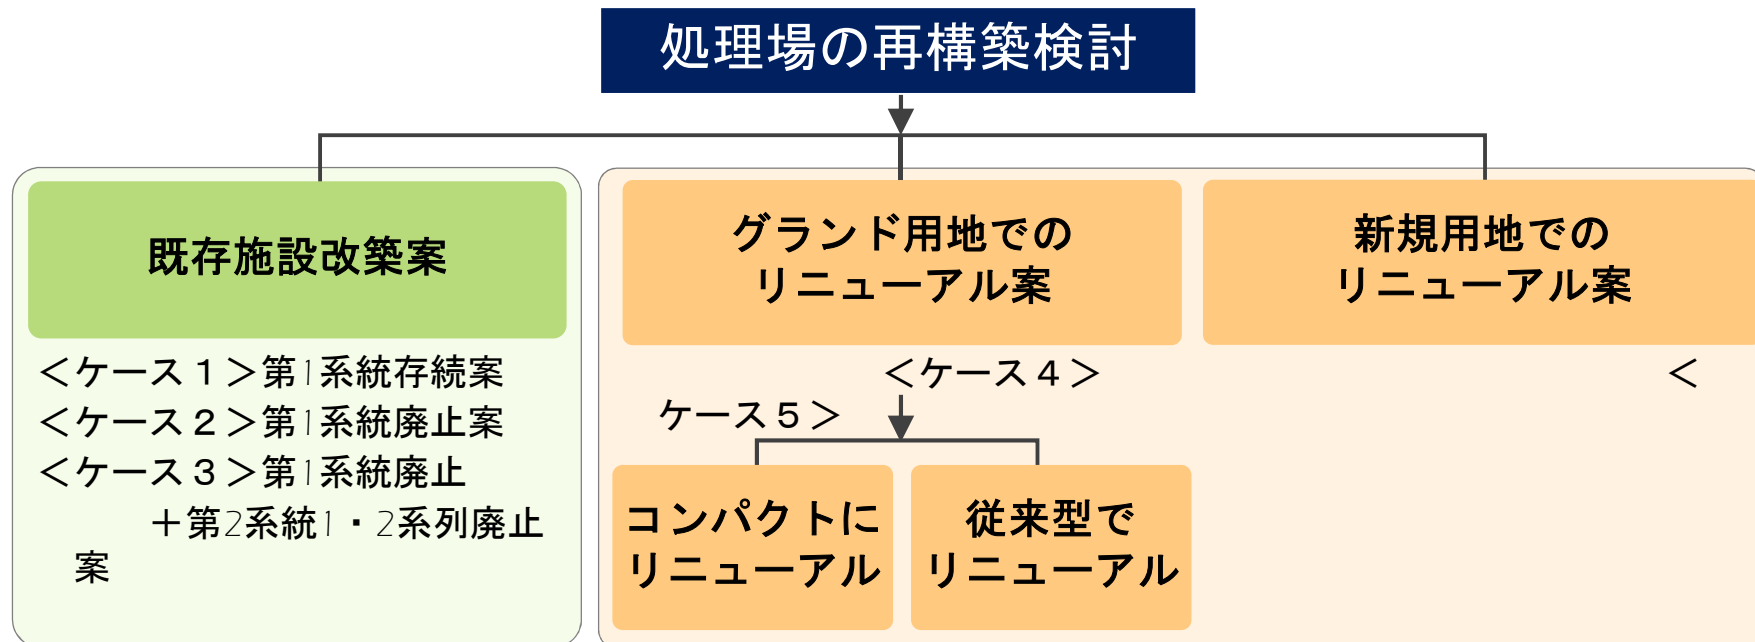 処理場の再構築検討
既存施設改築案
＜ケース１＞第1系統存続案
＜ケース２＞第1系統廃止案
＜ケース３＞第1系統廃止
＋第2系統1・2系列廃止
案
グランド用地での
リニューアル案
新規用地での
リニューアル案
＜ケース４＞ ＜
ケース５＞
コンパクトに
リニューアル
従来型で
リニューアル